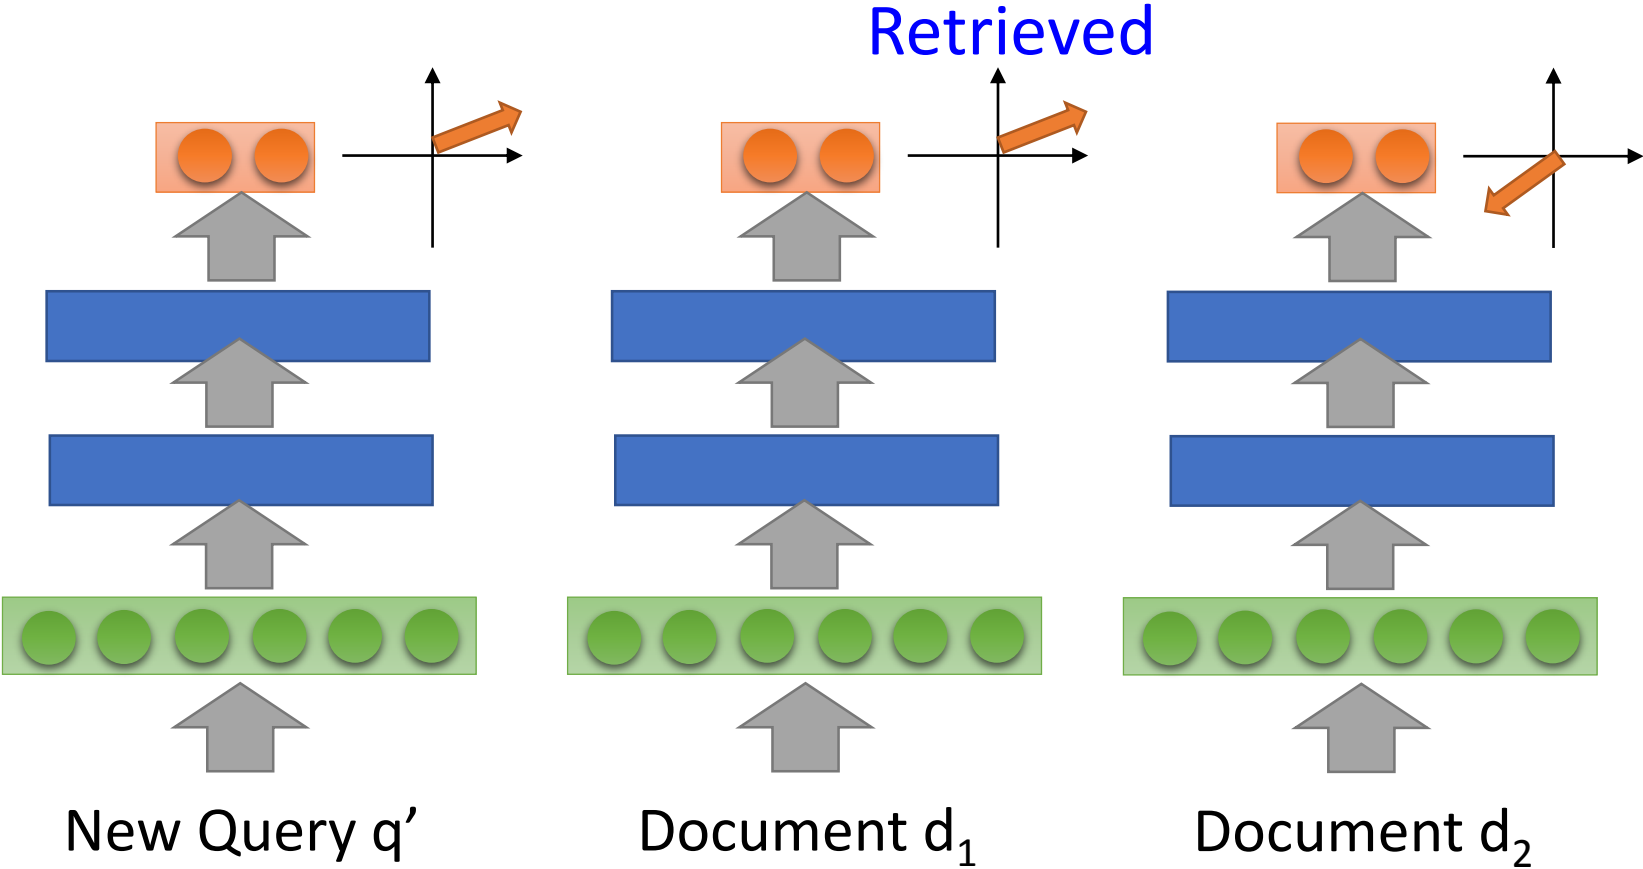 Retrieved
New Query q’
Document d₁
Document d₂